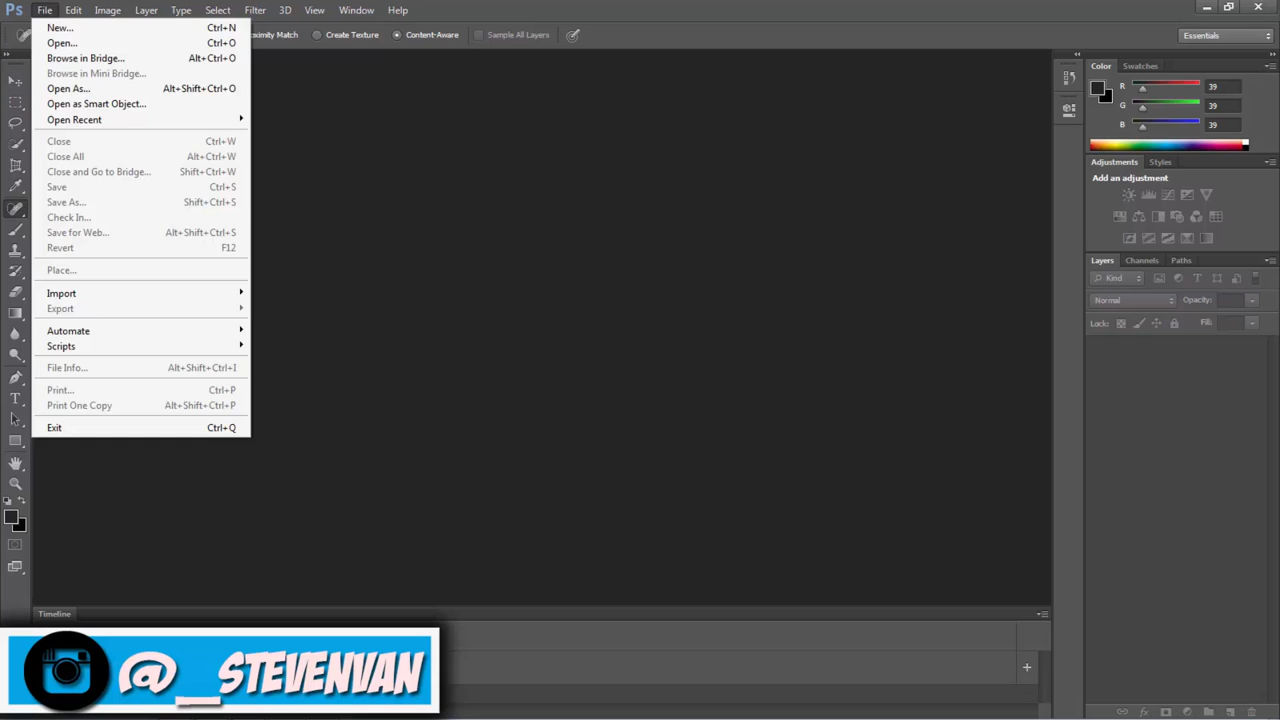 Ps File Edit Image Layer Type Select Filter 3D View Window Help
ximity Match Create Texture Content-Aware Sample All Layers Essentials
New... Ctrl+N
Open... Ctrl+O
Browse in Bridge... Alt+Ctrl+O
Browse in Mini Bridge...
Open As... Alt+Shift+Ctrl+O
Open as Smart Object...
Open Recent
Close Ctrl+W
Close All Alt+Ctrl+W
Close and Go to Bridge... Shift+Ctrl+W
Save Ctrl+S
Save As... Shift+Ctrl+S
Check In...
Save for Web... Alt+Shift+Ctrl+S
Revert F12
Place...
Import
Export
Automate
Scripts
File Info... Alt+Shift+Ctrl+I
Print... Ctrl+P
Print One Copy Alt+Shift+Ctrl+P
Exit Ctrl+Q
Color Swatches
R 39
G 39
B 39
Adjustments Styles
Add an adjustment
Layers Channels Paths
Kind
Normal Opacity:
Lock: Fill:
Timeline
@__STEVENVAN